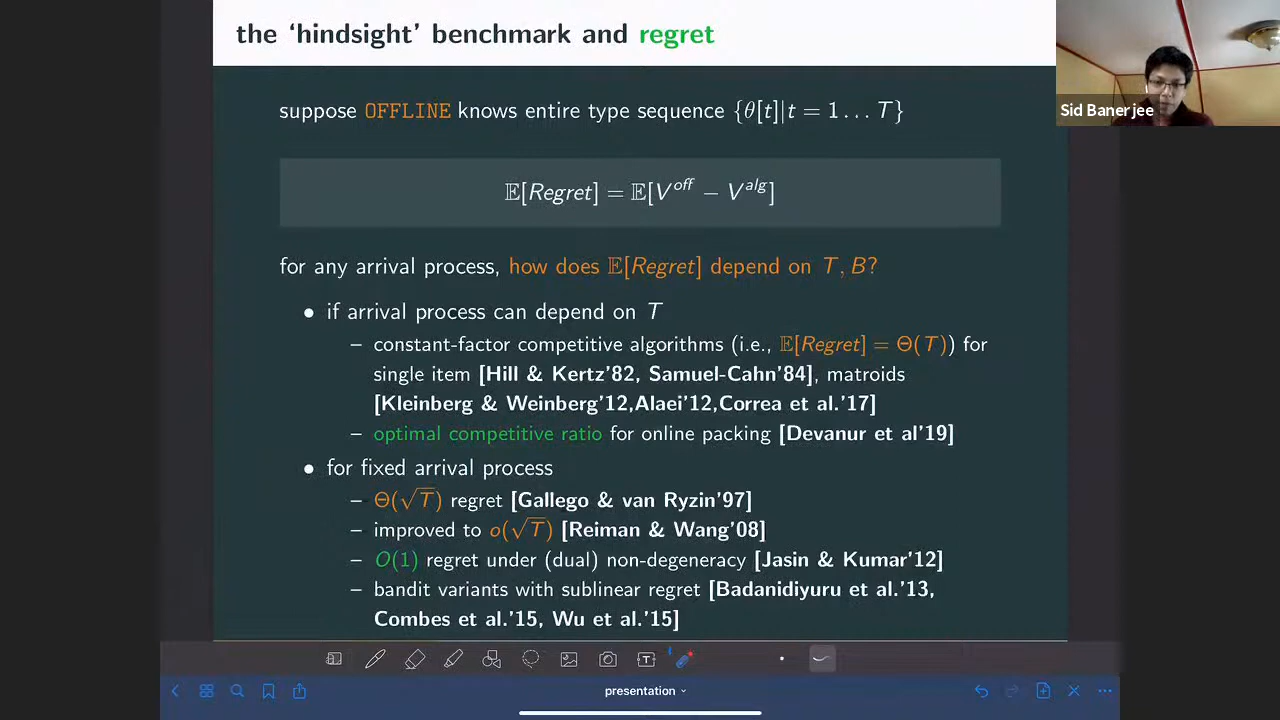 the ‘hindsight’ benchmark and regret
Sid Banerjee
suppose OFFLINE knows entire type sequence {θ[t]|t = 1 . . . T}
𝔼[Regret] = 𝔼[V^off − V^alg]
for any arrival process, how does 𝔼[Regret] depend on T, B?
• if arrival process can depend on T
– constant-factor competitive algorithms (i.e., 𝔼[Regret] = Θ(T)) for
single item [Hill & Kertz’82, Samuel-Cahn’84], matroids
[Kleinberg & Weinberg’12,Alaei’12,Correa et al.’17]
– optimal competitive ratio for online packing [Devanur et al’19]
• for fixed arrival process
– Θ(√T) regret [Gallego & van Ryzin’97]
– improved to o(√T) [Reiman & Wang’08]
– O(1) regret under (dual) non-degeneracy [Jasin & Kumar’12]
– bandit variants with sublinear regret [Badanidiyuru et al.’13,
Combes et al.’15, Wu et al.’15]
presentation